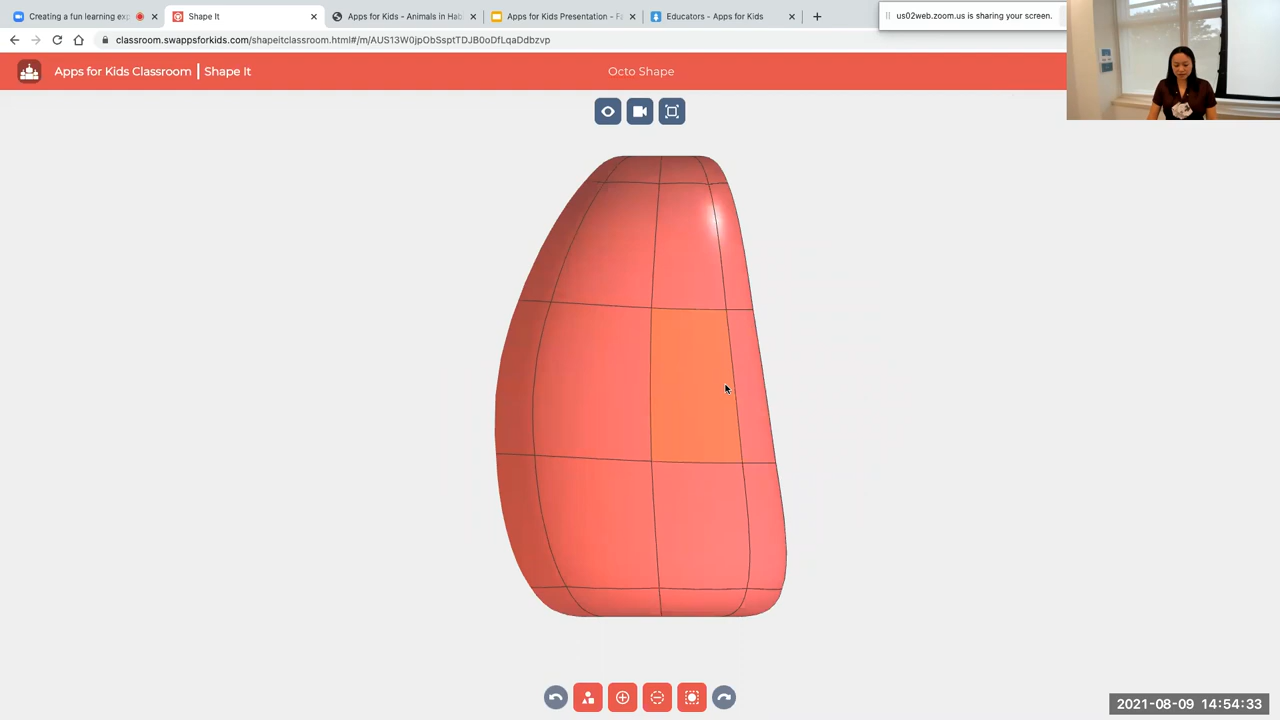 Creating a fun learning exp
Shape It
Apps for Kids - Animals in Hab
Apps for Kids Presentation - Fa
Educators - Apps for Kids
us02web.zoom.us is sharing your screen.
classroom.swappsforkids.com/shapeitclassroom.html#/m/AUS13W0jpObSsptTDJB0oDfLqaDdbzvp
Apps for Kids Classroom | Shape It
Octo Shape
2021-08-09 14:54:33